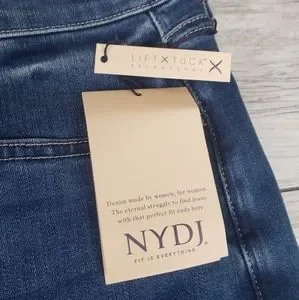 LIFT X TUCK® X
TECHNOLOGY
Denim made by women, for women.
The eternal struggle to find jeans
with that perfect fit ends here.
NYDJ®
FIT IS EVERYTHING™